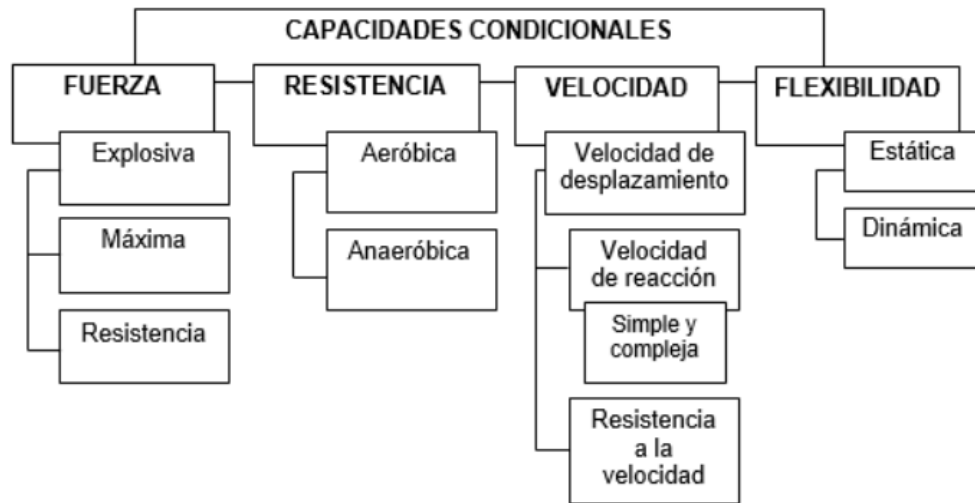 CAPACIDADES CONDICIONALES
FUERZA
Explosiva
Máxima
Resistencia
RESISTENCIA
Aeróbica
Anaeróbica
VELOCIDAD
Velocidad de
desplazamiento
Velocidad
de reacción
Simple y
compleja
Resistencia
a la
velocidad
FLEXIBILIDAD
Estática
Dinámica